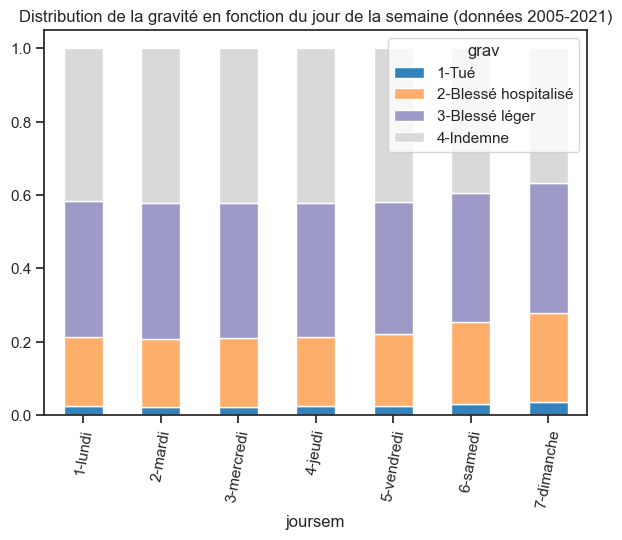 Distribution de la gravité en fonction du jour de la semaine (données 2005-2021)
grav
1-Tué
2-Blessé hospitalisé
3-Blessé léger
4-Indemne
1.0
0.8
0.6
0.4
0.2
0.0
1-lundi
2-mardi
3-mercredi
4-jeudi
5-vendredi
6-samedi
7-dimanche
joursem